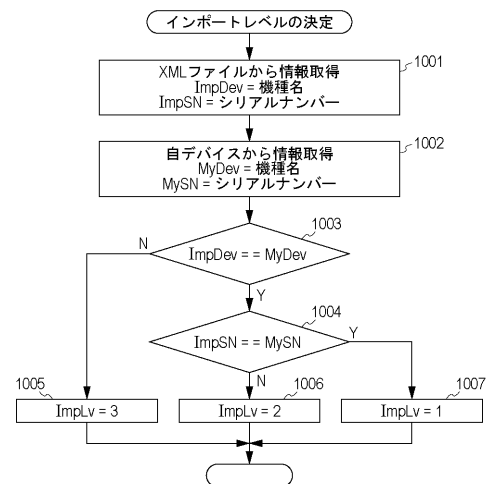 インポートレベルの決定
1001
XMLファイルから情報取得
ImpDev = 機種名
ImpSN = シリアルナンバー
1002
自デバイスから情報取得
MyDev = 機種名
MySN = シリアルナンバー
1003
N
ImpDev = = MyDev
Y
1004
ImpSN = = MySN
Y
N
1005
ImpLv = 3
1006
ImpLv = 2
1007
ImpLv = 1